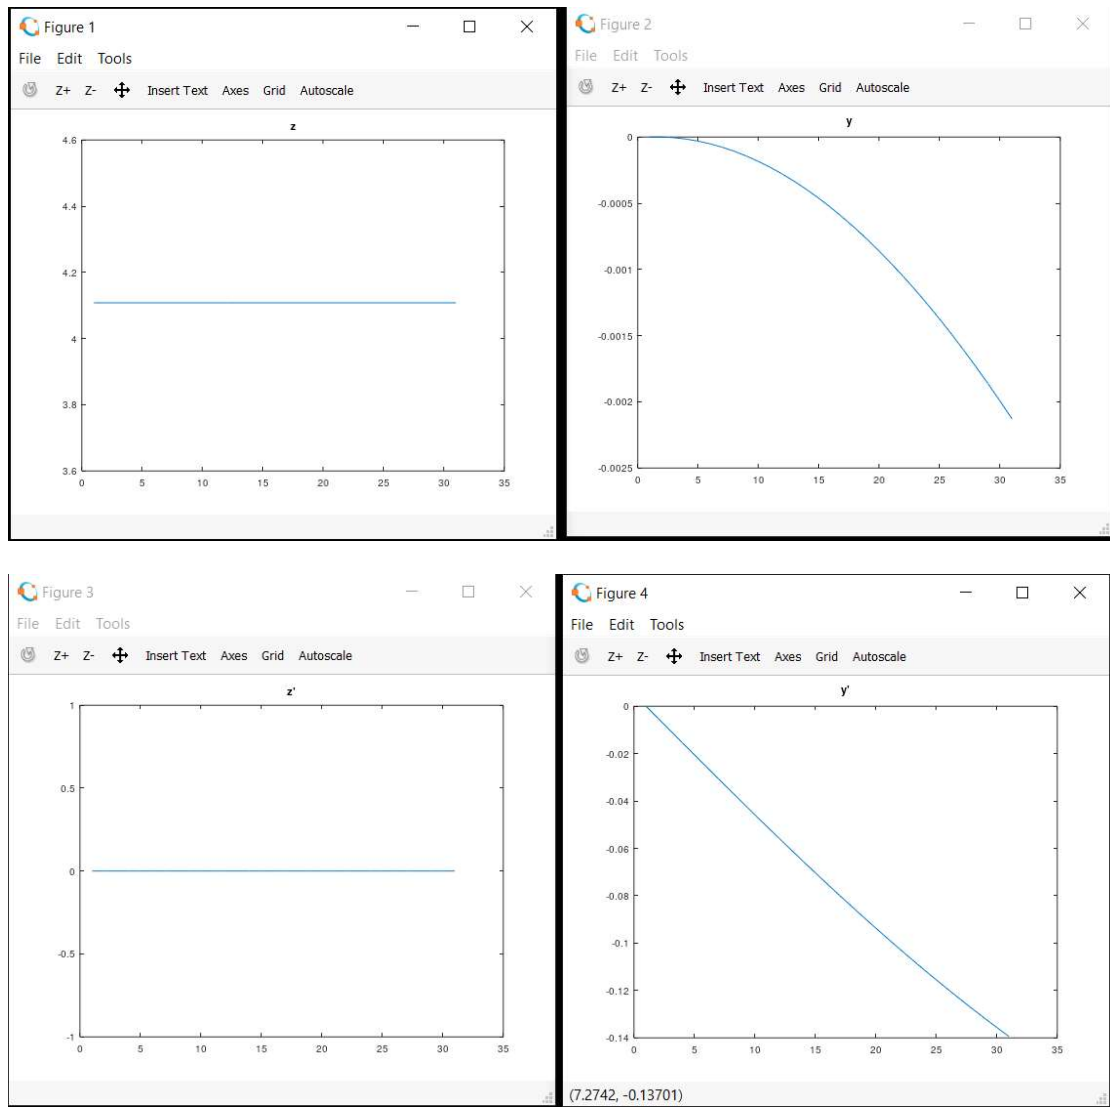 Figure 1
File Edit Tools
Z+ Z- Insert Text Axes Grid Autoscale
z
4.6
4.4
4.2
4
3.8
3.6
0 5 10 15 20 25 30 35
Figure 2
File Edit Tools
Z+ Z- Insert Text Axes Grid Autoscale
y
0
-0.0005
-0.001
-0.0015
-0.002
-0.0025
0 5 10 15 20 25 30 35
Figure 3
File Edit Tools
Z+ Z- Insert Text Axes Grid Autoscale
z'
1
0.5
0
-0.5
-1
0 5 10 15 20 25 30 35
Figure 4
File Edit Tools
Z+ Z- Insert Text Axes Grid Autoscale
y'
0
-0.02
-0.04
-0.06
-0.08
-0.1
-0.12
-0.14
0 5 10 15 20 25 30 35
(7.2742, -0.13701)